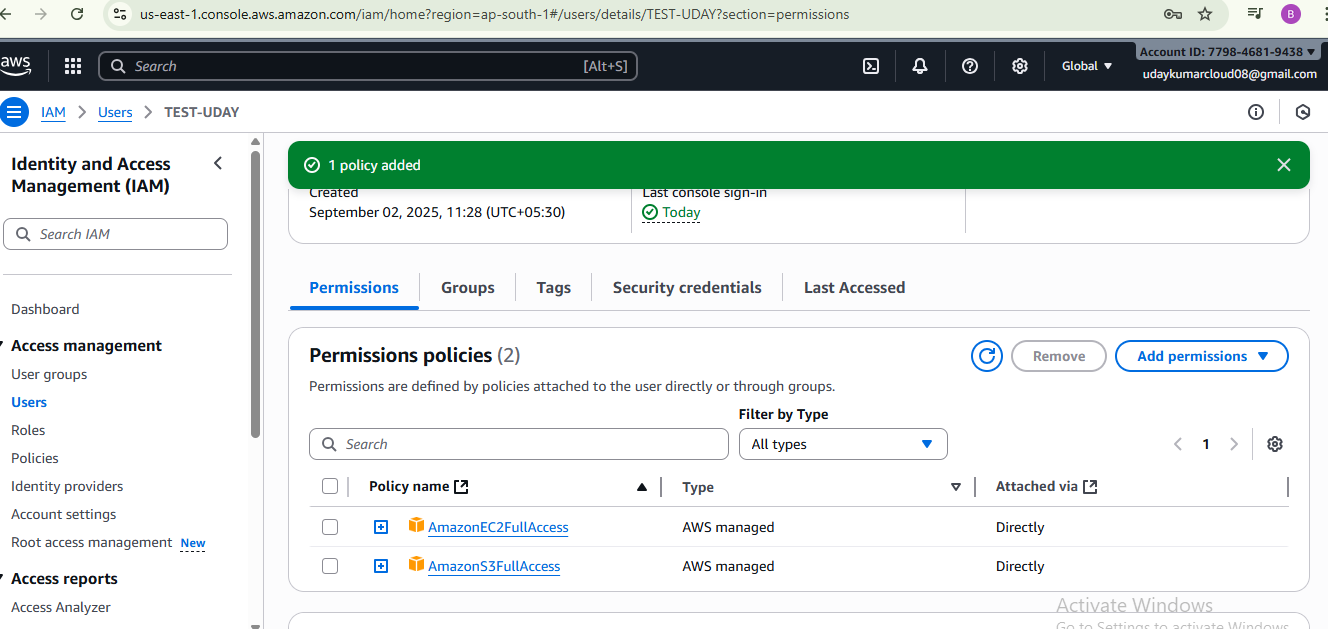 us-east-1.console.aws.amazon.com/iam/home?region=ap-south-1#/users/details/TEST-UDAY?section=permissions
B
aws
Search
[Alt+S]
Global
Account ID: 7798-4681-9438
udaykumarcloud08@gmail.com
IAM
Users
TEST-UDAY
Identity and Access
Management (IAM)
Search IAM
Dashboard
Access management
User groups
Users
Roles
Policies
Identity providers
Account settings
Root access management New
Access reports
Access Analyzer
1 policy added
Created
September 02, 2025, 11:28 (UTC+05:30)
Last console sign-in
Today
Permissions
Groups
Tags
Security credentials
Last Accessed
Permissions policies (2)
Remove
Add permissions
Permissions are defined by policies attached to the user directly or through groups.
Filter by Type
Search
All types
1
Policy name
Type
Attached via
AmazonEC2FullAccess
AWS managed
Directly
AmazonS3FullAccess
AWS managed
Directly
Activate Windows
Go to Settings to activate Windows.